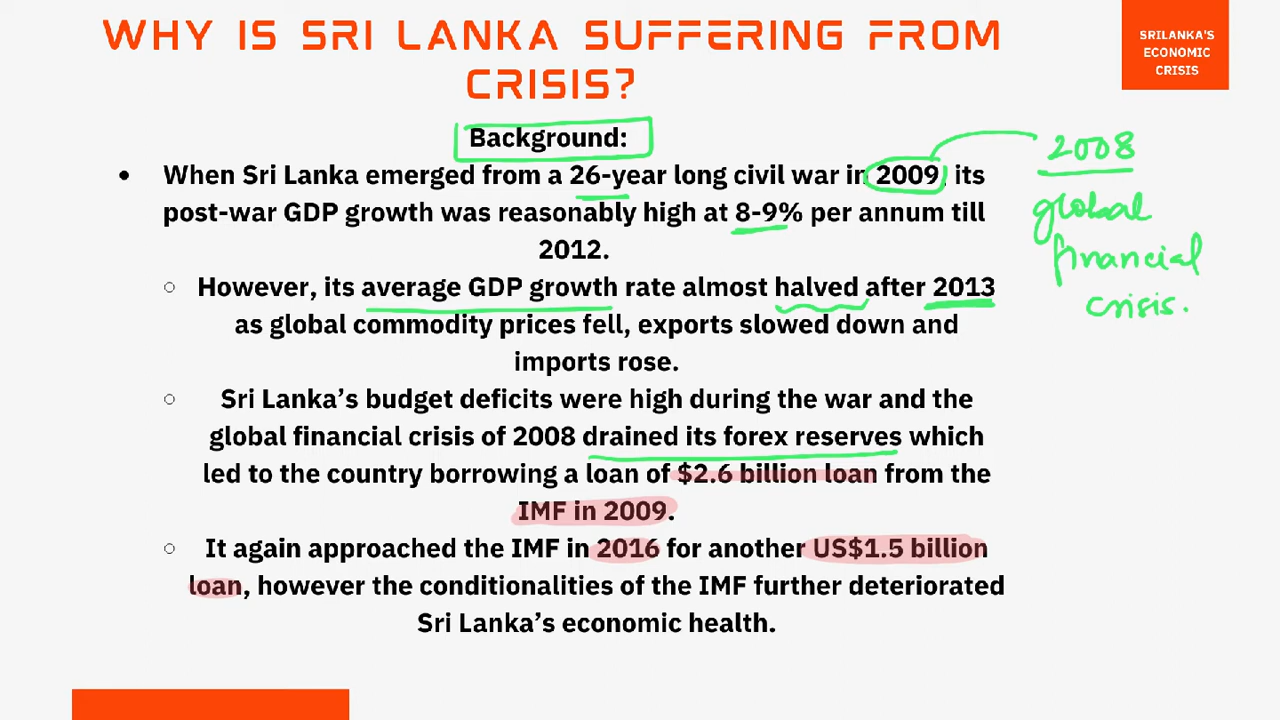 WHY IS SRI LANKA SUFFERING FROM
CRISIS?
SRILANKA'S
ECONOMIC
CRISIS
Background:
• When Sri Lanka emerged from a 26-year long civil war in 2009, its
post-war GDP growth was reasonably high at 8-9% per annum till
2012.
○ However, its average GDP growth rate almost halved after 2013
as global commodity prices fell, exports slowed down and
imports rose.
○ Sri Lanka’s budget deficits were high during the war and the
global financial crisis of 2008 drained its forex reserves which
led to the country borrowing a loan of $2.6 billion loan from the
IMF in 2009.
○ It again approached the IMF in 2016 for another US$1.5 billion
loan, however the conditionalities of the IMF further deteriorated
Sri Lanka’s economic health.
2008
global
financial
crisis.